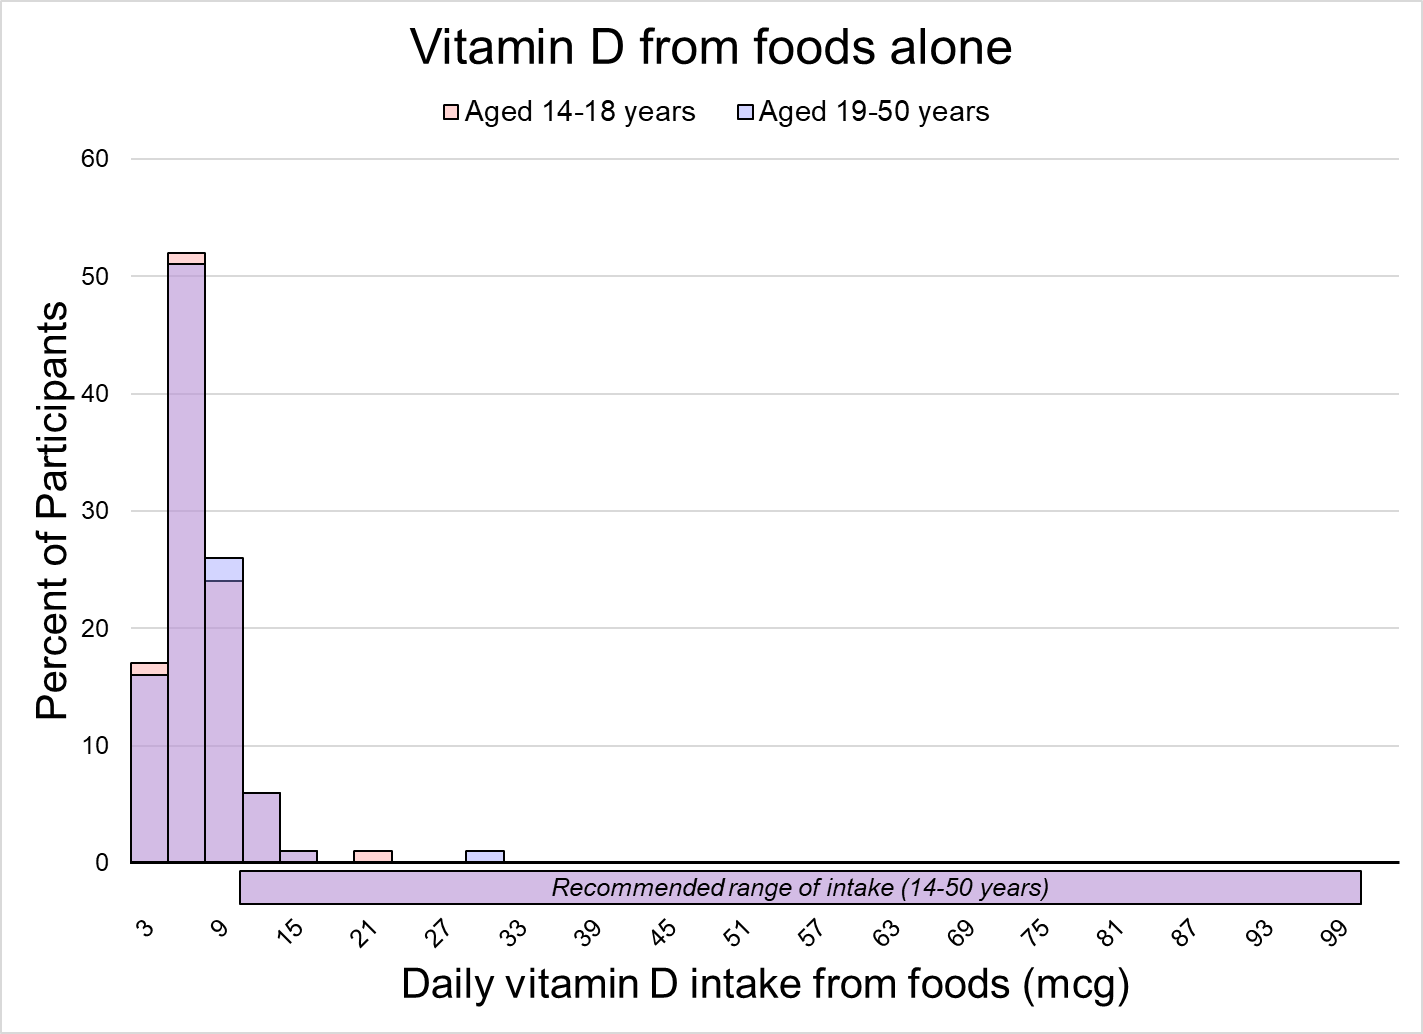 Vitamin D from foods alone
Aged 14-18 years
Aged 19-50 years
Percent of Participants
60
50
40
30
20
10
0
Recommended range of intake (14-50 years)
3 9 15 21 27 33 39 45 51 57 63 69 75 81 87 93 99
Daily vitamin D intake from foods (mcg)